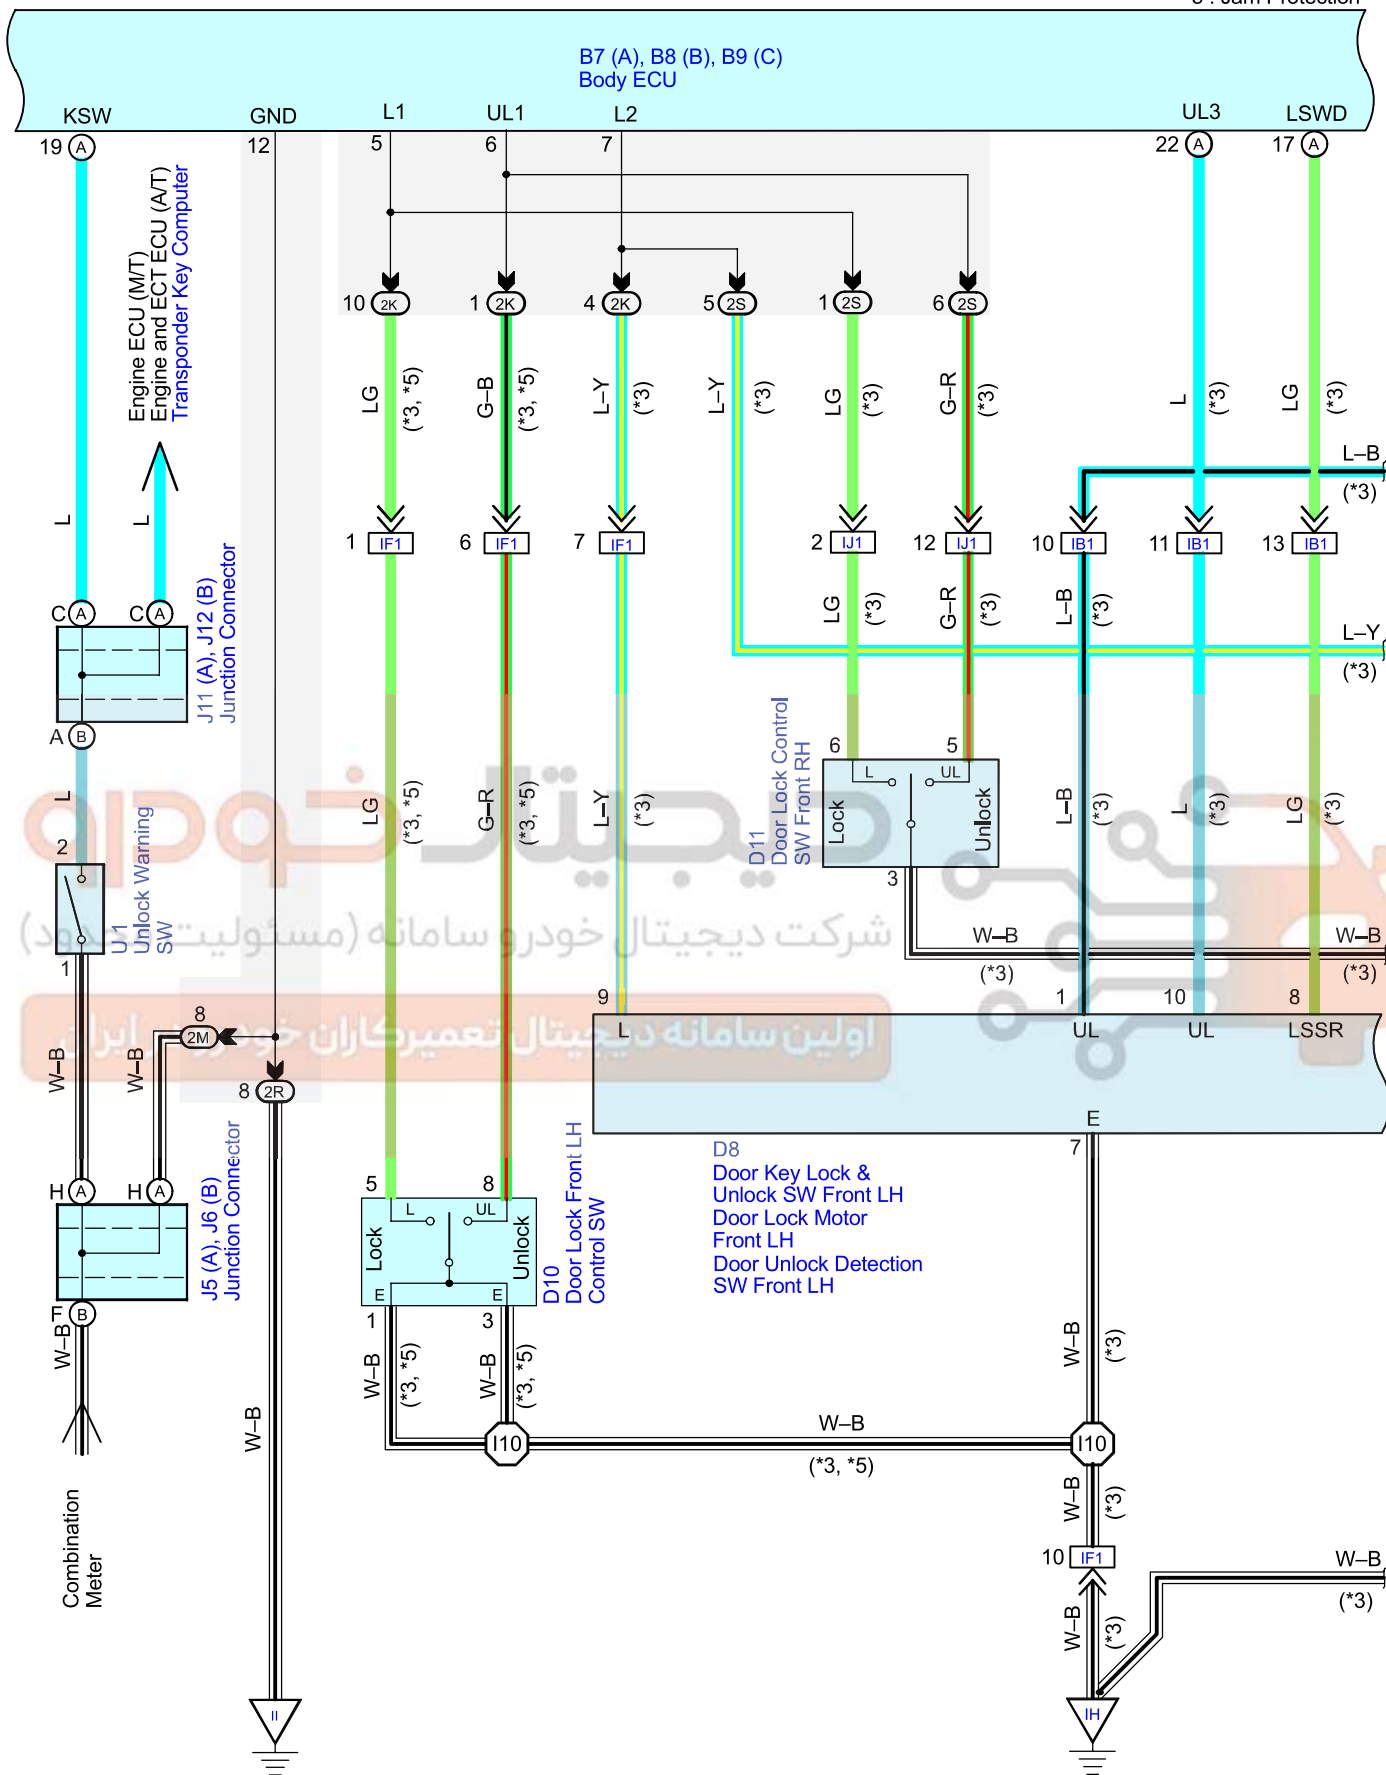 5 : Jam Protection
B7 (A), B8 (B), B9 (C)
Body ECU
KSW
GND
L1
UL1
L2
UL3
LSWD
19 A
12
5
6
7
22 A
17 A
Engine ECU (M/T)
Engine and ECT ECU (A/T)
Transponder Key Computer
10 2K
1 2K
4 2K
5 2S
1 2S
6 2S
LG
(*3, *5)
G–B
(*3, *5)
L–Y
(*3)
L–Y
(*3)
LG
(*3)
G–R
(*3)
L
(*3)
LG
(*3)
L–B
(*3)
L
L
1 IF1
6 IF1
7 IF1
2 IJ1
12 IJ1
10 IB1
11 IB1
13 IB1
C A
C A
J11 (A), J12 (B)
Junction Connector
LG
(*3)
G–R
(*3)
L–B
(*3)
L–Y
(*3)
A B
L
LG
(*3, *5)
G–R
(*3, *5)
L–Y
(*3)
6
5
L
UL
Lock
Unlock
3
D11
Door Lock Control
SW Front RH
L–B
(*3)
L
(*3)
LG
(*3)
دیجیتال خودرو
شرکت دیجیتال خودرو سامانه (مسئولیت محدود)
اولین سامانه دیجیتال تعمیرکاران خودرو در ایران
2
U1
Unlock Warning
SW
1
W–B
(*3)
W–B
(*3)
9
1
10
8
L
UL
UL
LSSR
E
7
8
2M
8 2R
W–B
W–B
H A
H A
J5 (A), J6 (B)
Junction Connector
F B
W–B
Combination
Meter
W–B
5
8
L
UL
Lock
Unlock
E
E
1
3
D10
Door Lock Front LH
Control SW
D8
Door Key Lock &
Unlock SW Front LH
Door Lock Motor
Front LH
Door Unlock Detection
SW Front LH
W–B
(*3, *5)
W–B
(*3, *5)
W–B
(*3)
I10
W–B
(*3, *5)
I10
W–B
(*3)
10 IF1
W–B
(*3)
W–B
(*3)
II
IH